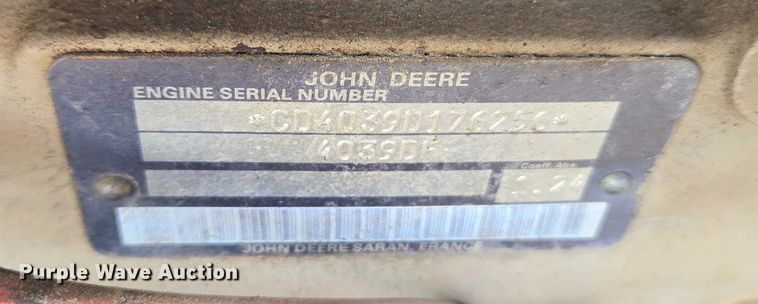 JOHN DEERE
ENGINE SERIAL NUMBER
*CD4039D176256*
4039DF-
Coeff. Abs.
1.24
JOHN DEERE SARAN, FRANCE
Purple Wave Auction